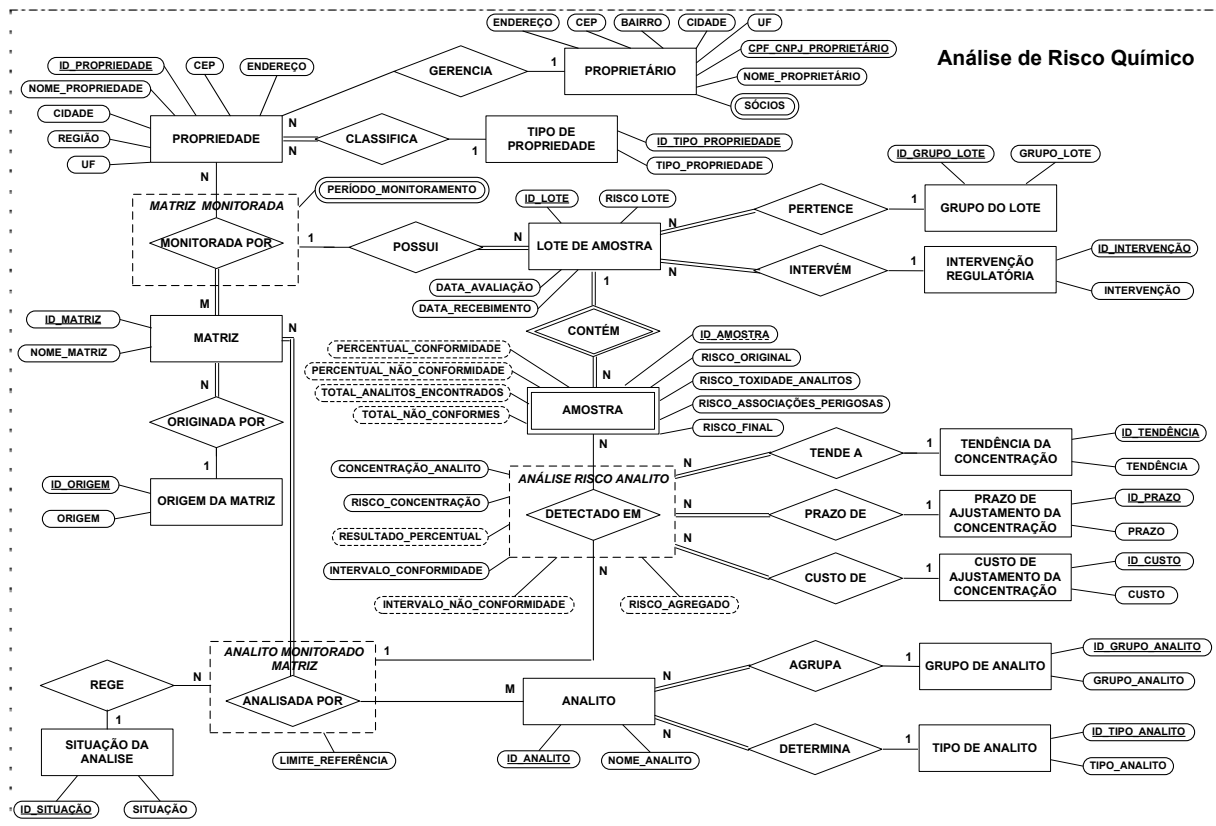 ENDEREÇO
CEP
BAIRRO
CIDADE
UF
CPF_CNPJ_PROPRIETÁRIO
NOME_PROPRIETÁRIO
SÓCIOS
PROPRIETÁRIO
1
GERENCIA
Análise de Risco Químico
ID_PROPRIEDADE
CEP
ENDEREÇO
NOME_PROPRIEDADE
CIDADE
REGIÃO
UF
PROPRIEDADE
N
N
N
CLASSIFICA
1
TIPO DE
PROPRIEDADE
ID_TIPO_PROPRIEDADE
TIPO_PROPRIEDADE
PERÍODO_MONITORAMENTO
MATRIZ MONITORADA
MONITORADA POR
M
1
POSSUI
N
ID_LOTE
RISCO LOTE
LOTE DE AMOSTRA
DATA_AVALIAÇÃO
DATA_RECEBIMENTO
1
N
PERTENCE
1
ID_GRUPO_LOTE
GRUPO_LOTE
GRUPO DO LOTE
N
INTERVÉM
1
INTERVENÇÃO
REGULATÓRIA
ID_INTERVENÇÃO
INTERVENÇÃO
ID_MATRIZ
NOME_MATRIZ
MATRIZ
N
N
ORIGINADA POR
1
ID_ORIGEM
ORIGEM
ORIGEM DA MATRIZ
CONTÉM
N
PERCENTUAL_CONFORMIDADE
PERCENTUAL_NÃO_CONFORMIDADE
TOTAL_ANALITOS_ENCONTRADOS
TOTAL_NÃO_CONFORMES
AMOSTRA
ID_AMOSTRA
RISCO_ORIGINAL
RISCO_TOXIDADE_ANALITOS
RISCO_ASSOCIAÇÕES_PERIGOSAS
RISCO_FINAL
N
CONCENTRAÇÃO_ANALITO
RISCO_CONCENTRAÇÃO
RESULTADO_PERCENTUAL
INTERVALO_CONFORMIDADE
INTERVALO_NÃO_CONFORMIDADE
RISCO_AGREGADO
ANÁLISE RISCO ANALITO
DETECTADO EM
N
N
TENDE A
1
TENDÊNCIA DA
CONCENTRAÇÃO
ID_TENDÊNCIA
TENDÊNCIA
N
PRAZO DE
1
PRAZO DE
AJUSTAMENTO DA
CONCENTRAÇÃO
ID_PRAZO
PRAZO
N
CUSTO DE
1
CUSTO DE
AJUSTAMENTO DA
CONCENTRAÇÃO
ID_CUSTO
CUSTO
ANALITO MONITORADO
MATRIZ
ANALISADA POR
1
LIMITE_REFERÊNCIA
REGE
N
1
SITUAÇÃO DA
ANALISE
ID_SITUAÇÃO
SITUAÇÃO
M
ANALITO
ID_ANALITO
NOME_ANALITO
N
AGRUPA
1
GRUPO DE ANALITO
ID_GRUPO_ANALITO
GRUPO_ANALITO
N
DETERMINA
1
TIPO DE ANALITO
ID_TIPO_ANALITO
TIPO_ANALITO